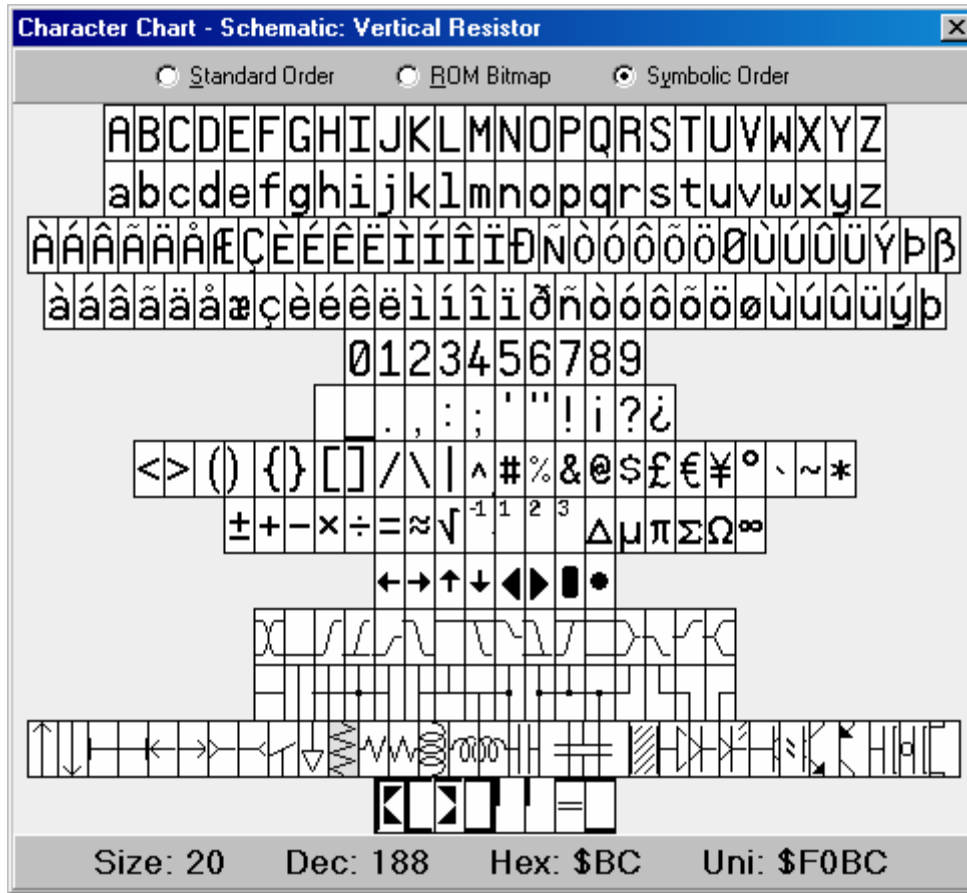 Character Chart - Schematic: Vertical Resistor
Standard Order ROM Bitmap Symbolic Order
ABCDEFGHIJKLMNOPQRSTUVWXYZ
abcdefghijklmnopqrstuvwxyz
ÀÁÂÃÄÅÆÇÈÉÊËÌÍÎÏÐÑÒÓÔÕÖØÙÚÛÜÝÞß
àáâãäåæçèéêëìíîïðñòóôõöøùúûüýþ
0123456789
_.,:;'"!¡?¿
<>(){}[]/\|^#%&@$£€¥°`~*
±+−×÷=≈√⁻¹¹²³Δμπ∑Ω∞
←→↑↓◀▶▮●
Size: 20 Dec: 188 Hex: $BC Uni: $F0BC